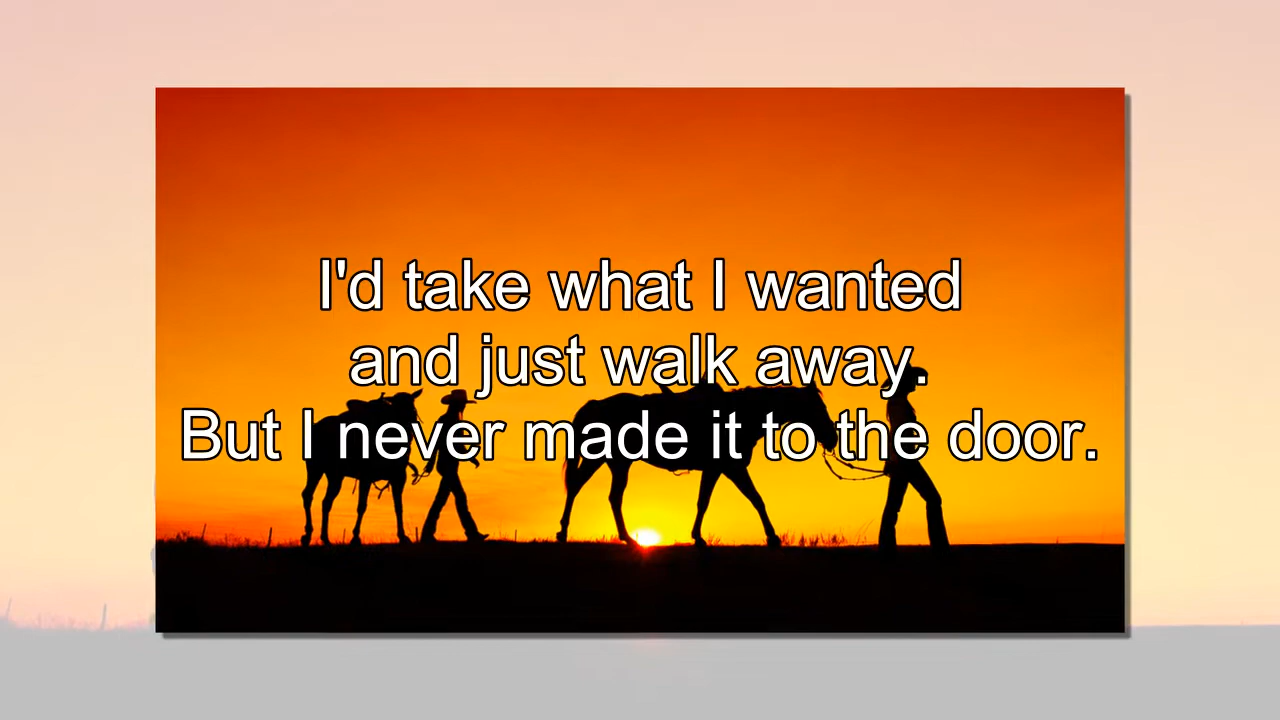 I'd take what I wanted
and just walk away.
But I never made it to the door.